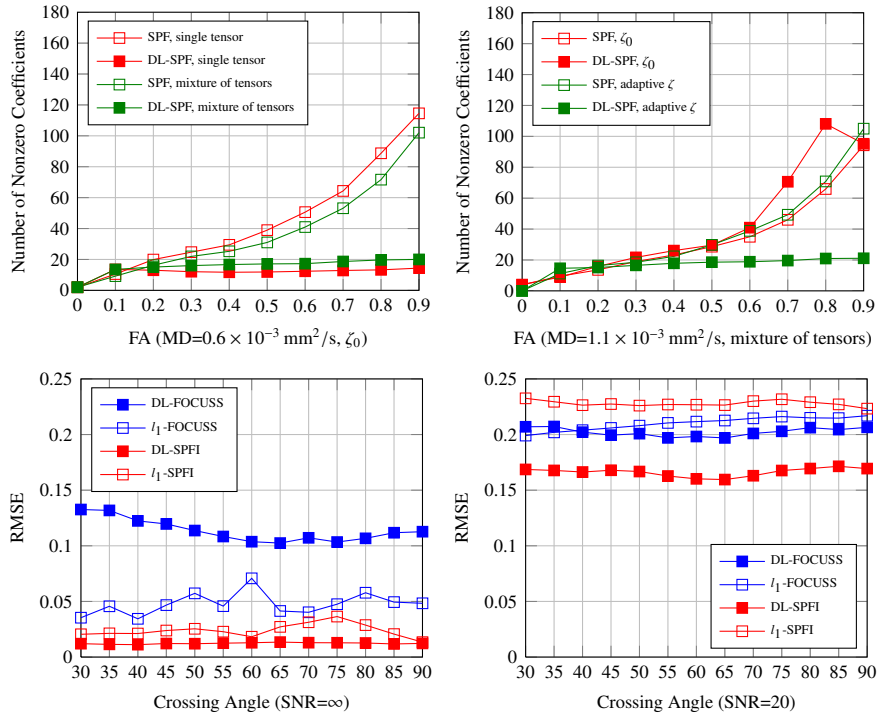 SPF, single tensor
DL-SPF, single tensor
SPF, mixture of tensors
DL-SPF, mixture of tensors
Number of Nonzero Coefficients
180
160
140
120
100
80
60
40
20
0
0 0.1 0.2 0.3 0.4 0.5 0.6 0.7 0.8 0.9
FA (MD=0.6 × 10⁻³ mm²/s, ζ₀)
SPF, ζ₀
DL-SPF, ζ₀
SPF, adaptive ζ
DL-SPF, adaptive ζ
Number of Nonzero Coefficients
180
160
140
120
100
80
60
40
20
0
0 0.1 0.2 0.3 0.4 0.5 0.6 0.7 0.8 0.9
FA (MD=1.1 × 10⁻³ mm²/s, mixture of tensors)
DL-FOCUSS
l₁-FOCUSS
DL-SPFI
l₁-SPFI
RMSE
0.25
0.2
0.15
0.1
0.05
0
30 35 40 45 50 55 60 65 70 75 80 85 90
Crossing Angle (SNR=∞)
RMSE
0.25
0.2
0.15
0.1
0.05
0
DL-FOCUSS
l₁-FOCUSS
DL-SPFI
l₁-SPFI
30 35 40 45 50 55 60 65 70 75 80 85 90
Crossing Angle (SNR=20)